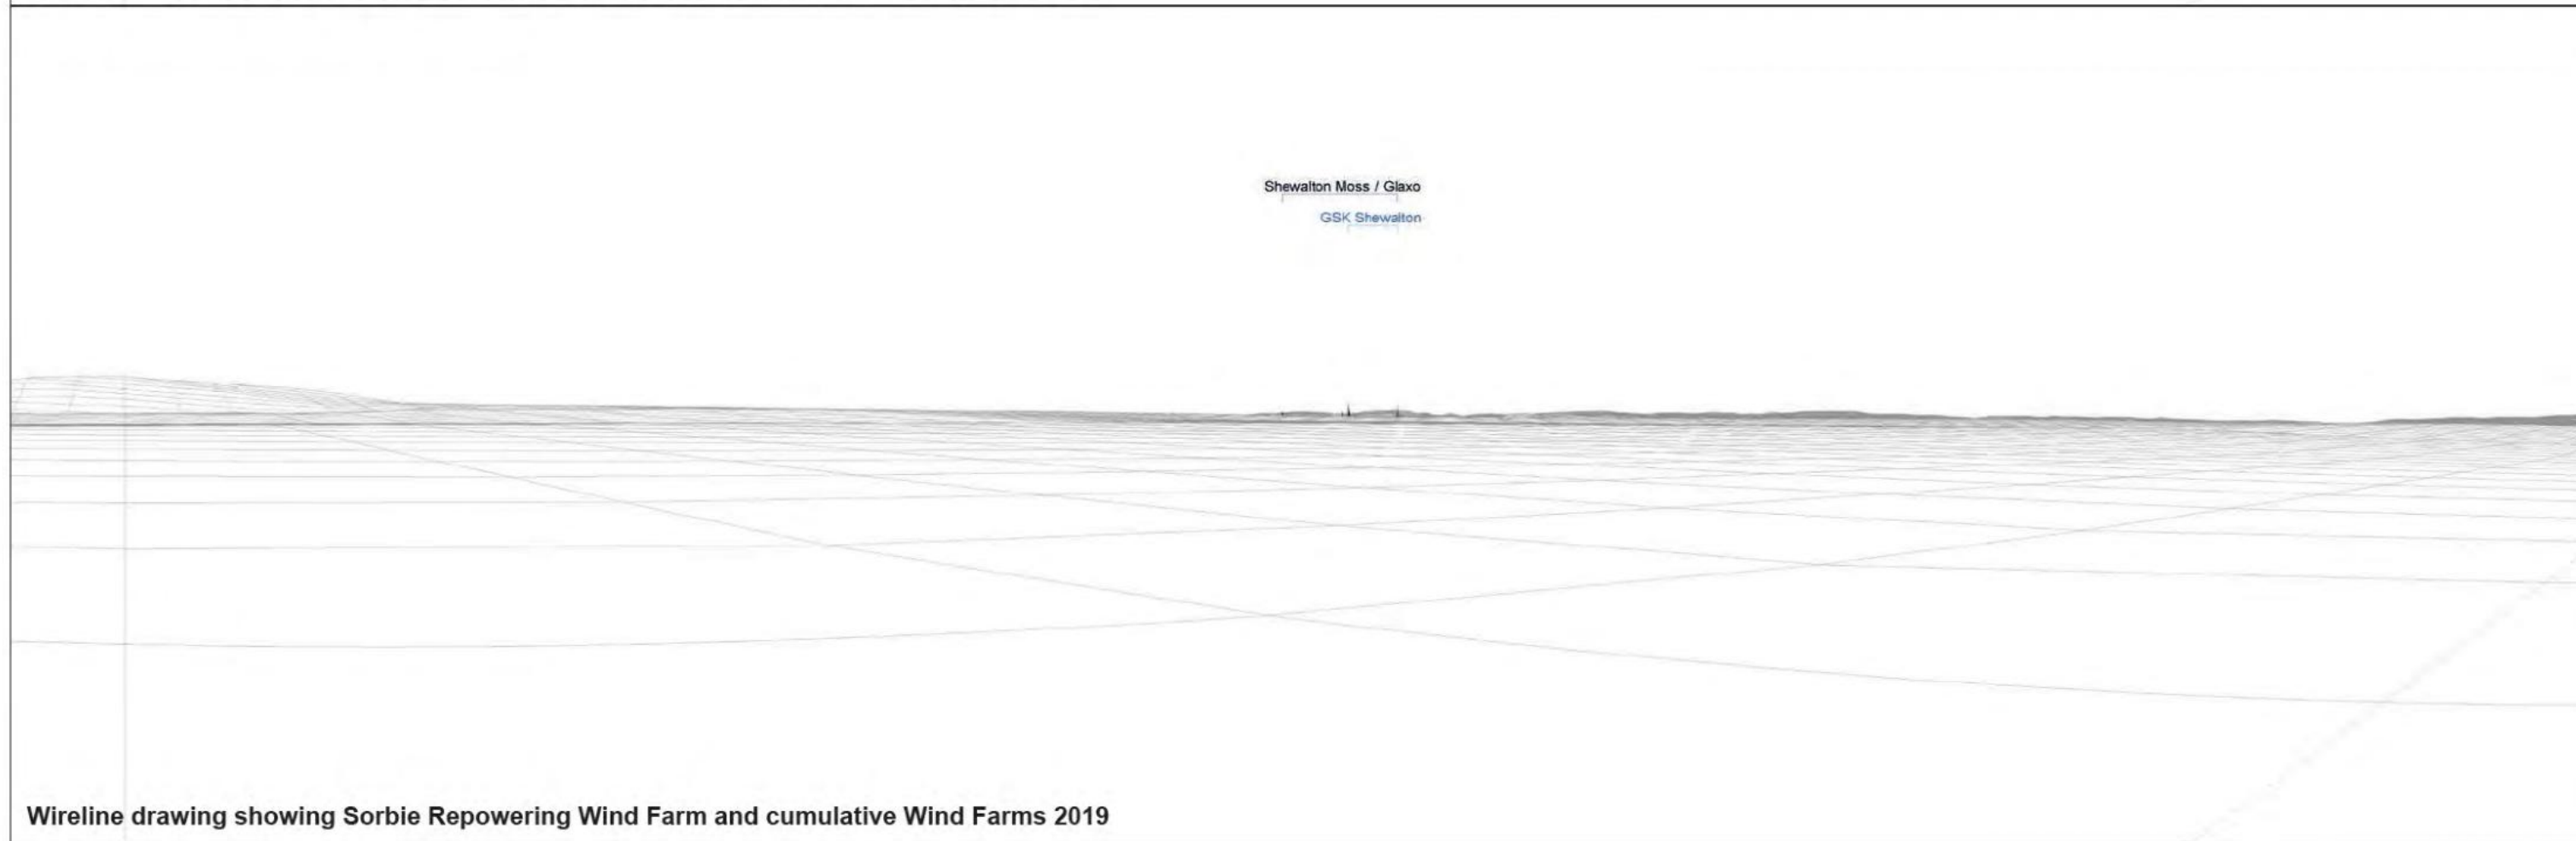 Shewalton Moss / Glaxo
GSK Shewalton
Wireline drawing showing Sorbie Repowering Wind Farm and cumulative Wind Farms 2019